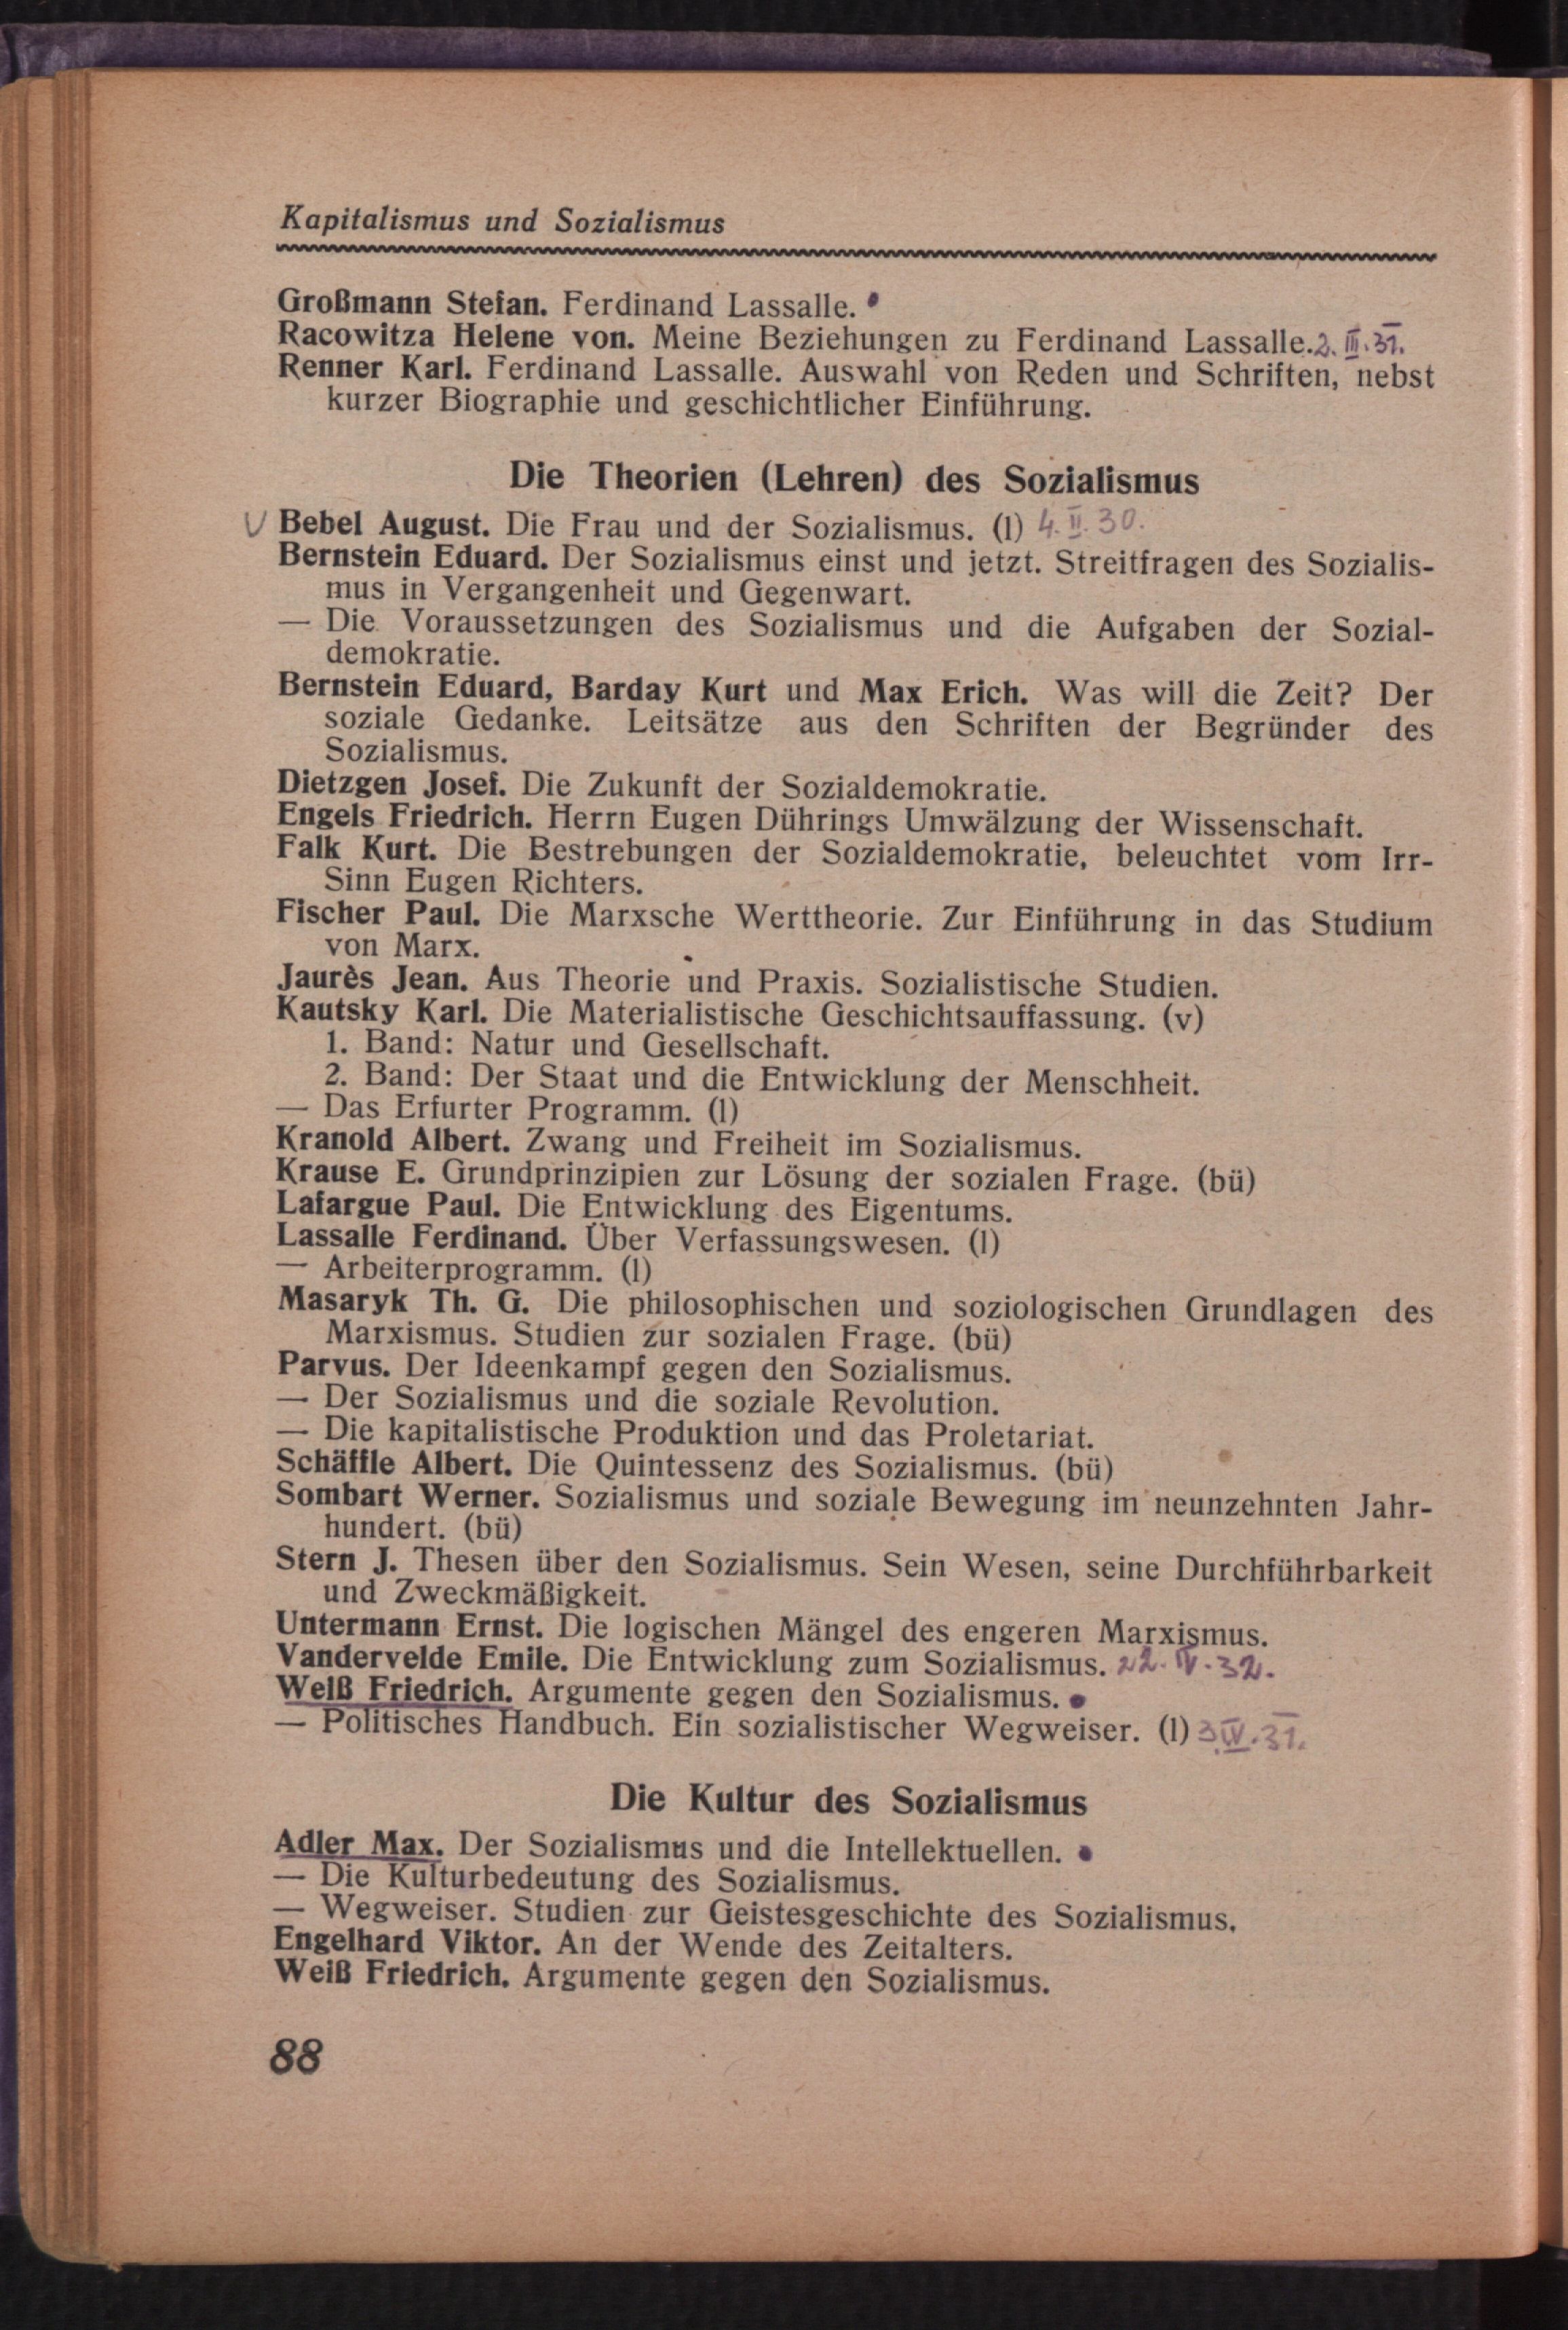 Kapitalismus und Sozialismus
Großmann Stefan. Ferdinand Lassalle.
Racowitza Helene von. Meine Beziehungen zu Ferdinand Lassalle. 2. III. 31.
Renner Karl. Ferdinand Lassalle. Auswahl von Reden und Schriften, nebst
kurzer Biographie und geschichtlicher Einführung.
Die Theorien (Lehren) des Sozialismus
V Bebel August. Die Frau und der Sozialismus. (l) 4. II. 30.
Bernstein Eduard. Der Sozialismus einst und jetzt. Streitfragen des Sozialis-
mus in Vergangenheit und Gegenwart.
— Die Voraussetzungen des Sozialismus und die Aufgaben der Sozial-
demokratie.
Bernstein Eduard, Barday Kurt und Max Erich. Was will die Zeit? Der
soziale Gedanke. Leitsätze aus den Schriften der Begründer des
Sozialismus.
Dietzgen Josef. Die Zukunft der Sozialdemokratie.
Engels Friedrich. Herrn Eugen Dührings Umwälzung der Wissenschaft.
Falk Kurt. Die Bestrebungen der Sozialdemokratie, beleuchtet vom Irr-
Sinn Eugen Richters.
Fischer Paul. Die Marxsche Werttheorie. Zur Einführung in das Studium
von Marx.
Jaurès Jean. Aus Theorie und Praxis. Sozialistische Studien.
Kautsky Karl. Die Materialistische Geschichtsauffassung. (v)
1. Band: Natur und Gesellschaft.
2. Band: Der Staat und die Entwicklung der Menschheit.
— Das Erfurter Programm. (l)
Kranold Albert. Zwang und Freiheit im Sozialismus.
Krause E. Grundprinzipien zur Lösung der sozialen Frage. (bü)
Lafargue Paul. Die Entwicklung des Eigentums.
Lassalle Ferdinand. Über Verfassungswesen. (l)
— Arbeiterprogramm. (l)
Masaryk Th. G. Die philosophischen und soziologischen Grundlagen des
Marxismus. Studien zur sozialen Frage. (bü)
Parvus. Der Ideenkampf gegen den Sozialismus.
— Der Sozialismus und die soziale Revolution.
— Die kapitalistische Produktion und das Proletariat.
Schäffle Albert. Die Quintessenz des Sozialismus. (bü)
Sombart Werner. Sozialismus und soziale Bewegung im neunzehnten Jahr-
hundert. (bü)
Stern J. Thesen über den Sozialismus. Sein Wesen, seine Durchführbarkeit
und Zweckmäßigkeit.
Untermann Ernst. Die logischen Mängel des engeren Marxismus.
Vandervelde Emile. Die Entwicklung zum Sozialismus. 22. IV. 32.
Weiß Friedrich. Argumente gegen den Sozialismus.
— Politisches Handbuch. Ein sozialistischer Wegweiser. (l) 3. IV. 31.
Die Kultur des Sozialismus
Adler Max. Der Sozialismus und die Intellektuellen.
— Die Kulturbedeutung des Sozialismus.
— Wegweiser. Studien zur Geistesgeschichte des Sozialismus.
Engelhard Viktor. An der Wende des Zeitalters.
Weiß Friedrich. Argumente gegen den Sozialismus.
88